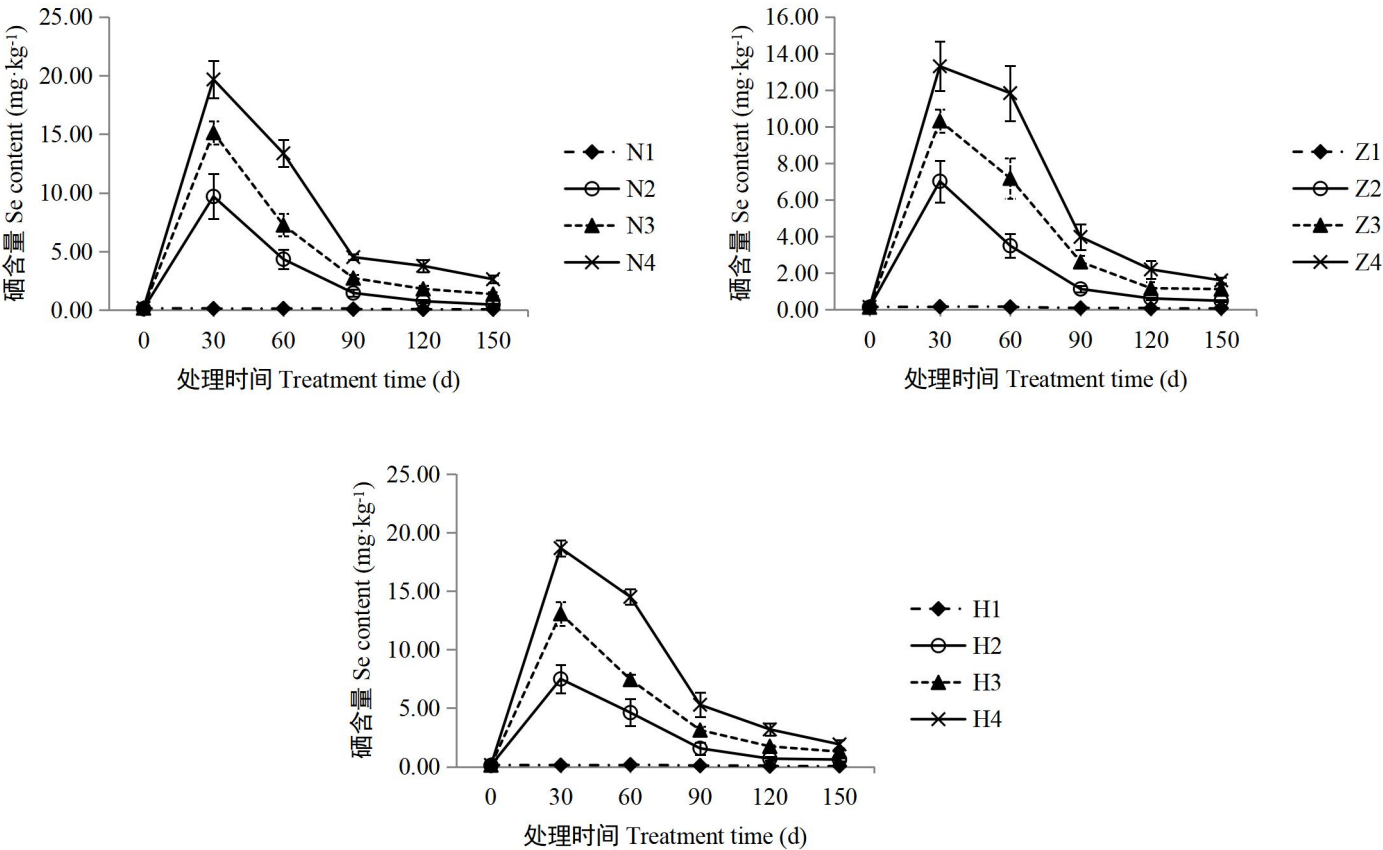 硒含量 Se content (mg·kg-1)
25.00
20.00
15.00
10.00
5.00
0.00
0 30 60 90 120 150
处理时间 Treatment time (d)
N1
N2
N3
N4
硒含量 Se content (mg·kg-1)
16.00
14.00
12.00
10.00
8.00
6.00
4.00
2.00
0.00
0 30 60 90 120 150
处理时间 Treatment time (d)
Z1
Z2
Z3
Z4
硒含量 Se content (mg·kg-1)
25.00
20.00
15.00
10.00
5.00
0.00
0 30 60 90 120 150
处理时间 Treatment time (d)
H1
H2
H3
H4